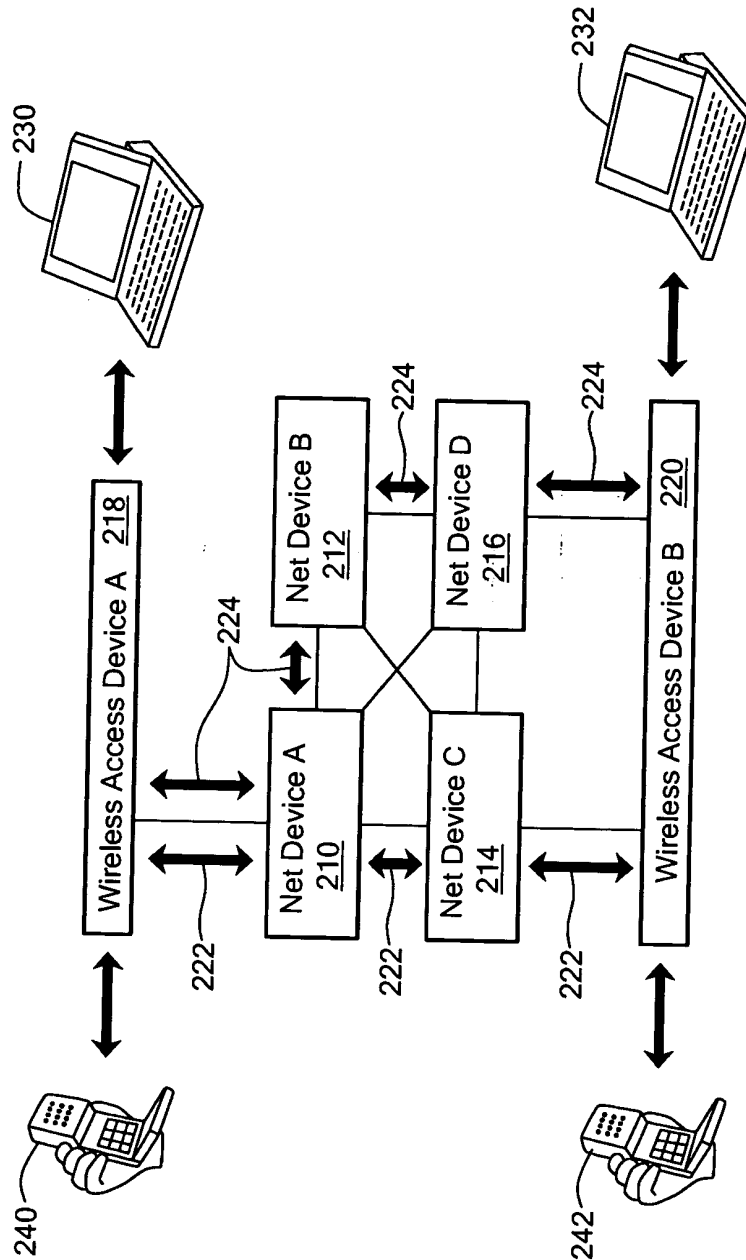 240
230
Wireless Access Device A 218
222
224
Net Device A
210
224
Net Device B
212
222
224
Net Device C
214
Net Device D
216
222
224
Wireless Access Device B 220
242
232